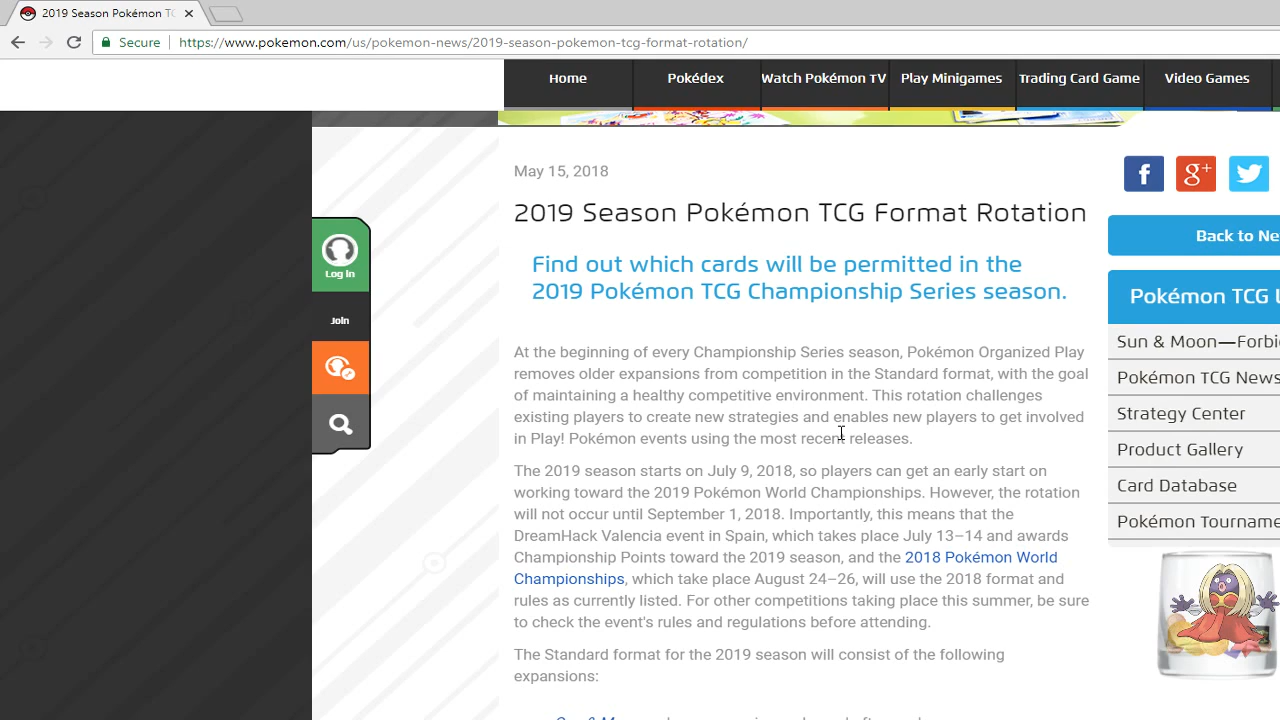 2019 Season Pokémon TC
Secure
https://www.pokemon.com/us/pokemon-news/2019-season-pokemon-tcg-format-rotation/
Home
Pokédex
Watch Pokémon TV
Play Minigames
Trading Card Game
Video Games
May 15, 2018
2019 Season Pokémon TCG Format Rotation
Find out which cards will be permitted in the
2019 Pokémon TCG Championship Series season.
At the beginning of every Championship Series season, Pokémon Organized Play
removes older expansions from competition in the Standard format, with the goal
of maintaining a healthy competitive environment. This rotation challenges
existing players to create new strategies and enables new players to get involved
in Play! Pokémon events using the most recent releases.
The 2019 season starts on July 9, 2018, so players can get an early start on
working toward the 2019 Pokémon World Championships. However, the rotation
will not occur until September 1, 2018. Importantly, this means that the
DreamHack Valencia event in Spain, which takes place July 13–14 and awards
Championship Points toward the 2019 season, and the 2018 Pokémon World
Championships, which take place August 24–26, will use the 2018 format and
rules as currently listed. For other competitions taking place this summer, be sure
to check the event's rules and regulations before attending.
The Standard format for the 2019 season will consist of the following
expansions:
Log In
Join
f
g+
Back to Ne
Pokémon TCG L
Sun & Moon—Forbi
Pokémon TCG News
Strategy Center
Product Gallery
Card Database
Pokémon Tourname